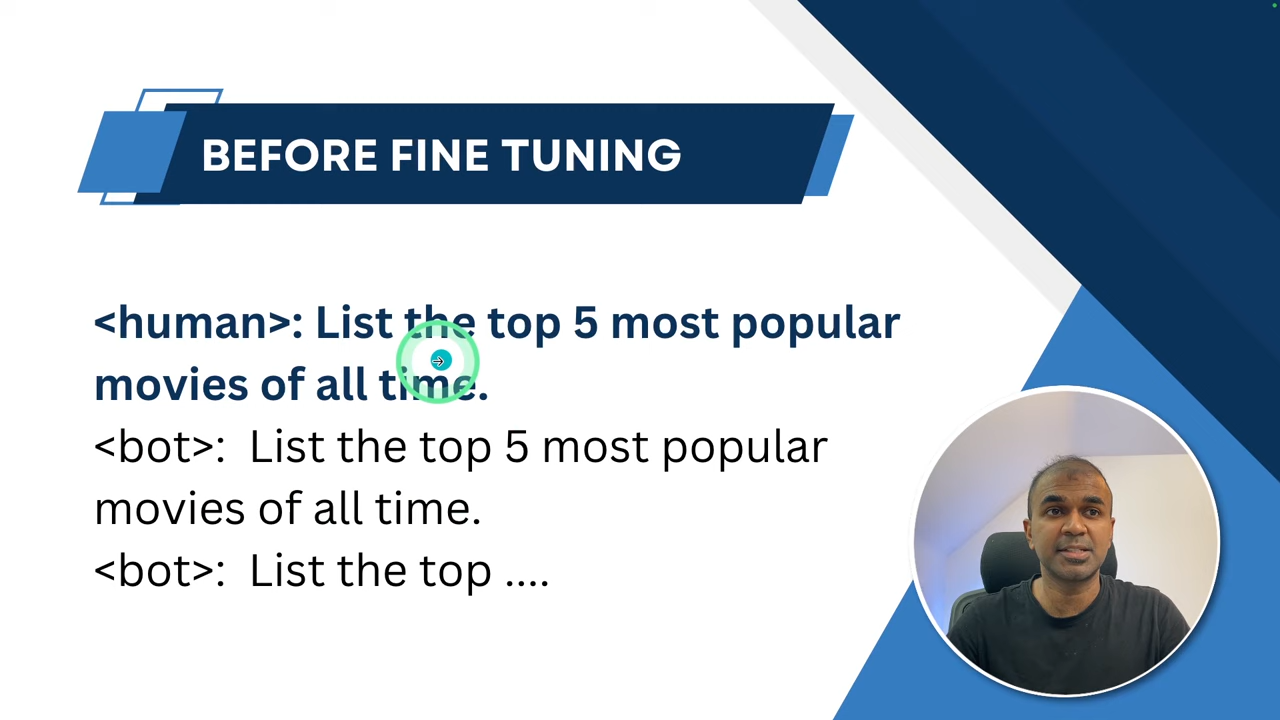 BEFORE FINE TUNING
<human>: List the top 5 most popular
movies of all time.
<bot>:  List the top 5 most popular
movies of all time.
<bot>:  List the top ....